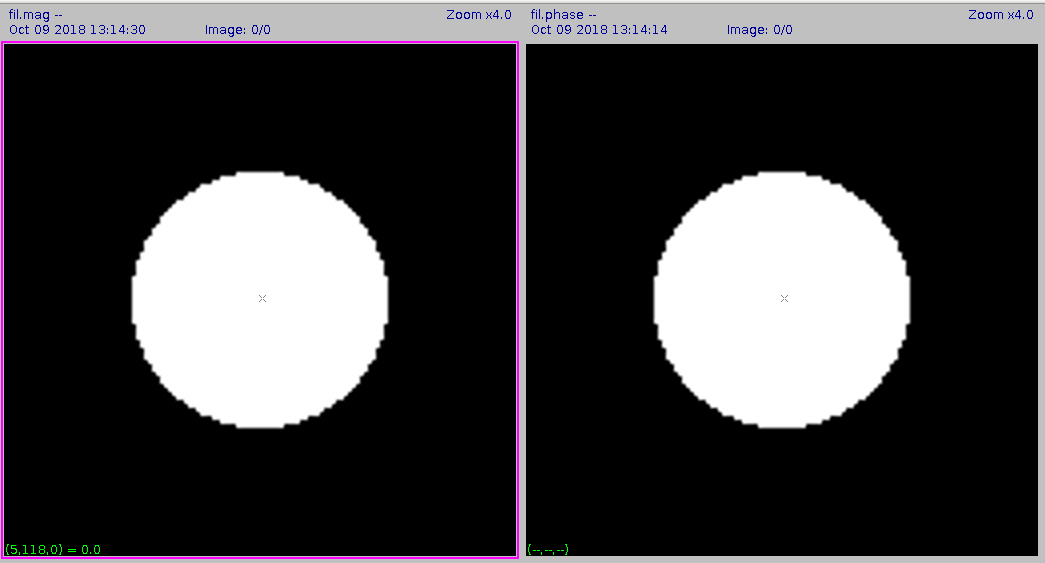 fil.mag --
Zoom x4.0
Oct 09 2018 13:14:30
Image: 0/0
(5,118,0) = 0.0
fil.phase --
Zoom x4.0
Oct 09 2018 13:14:14
Image: 0/0
(--,--,--)